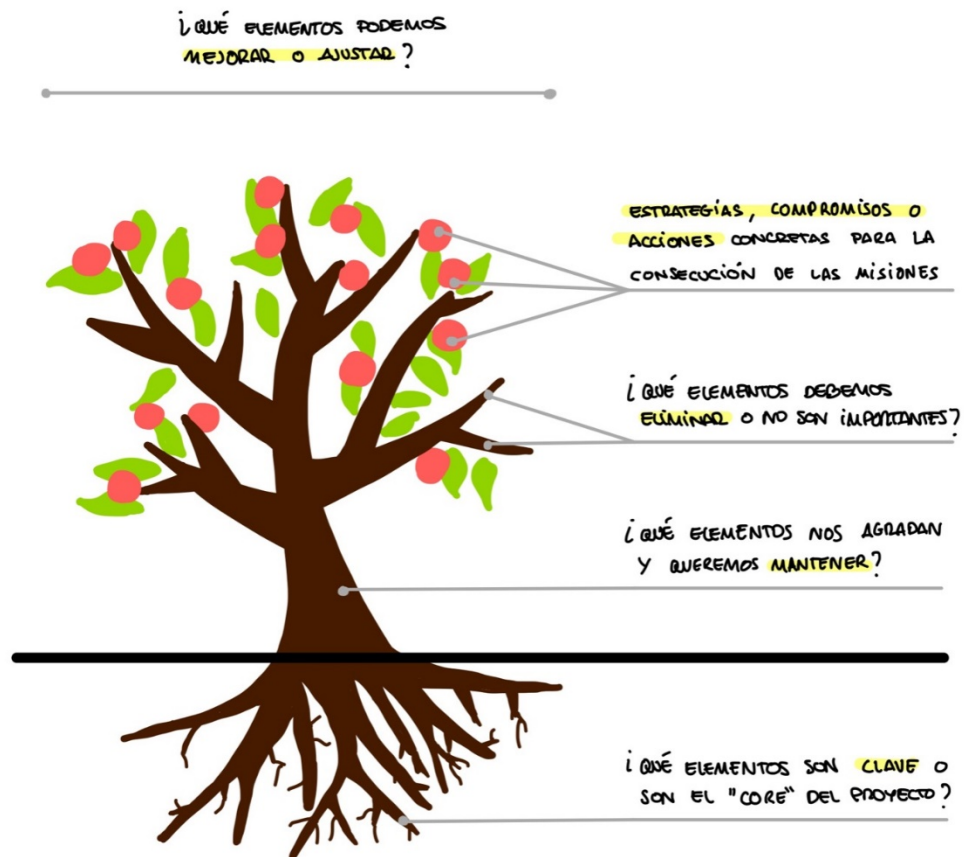 ¿QUÉ ELEMENTOS PODEMOS
MEJORAR O AJUSTAR?
ESTRATEGÍAS, COMPROMISOS O
ACCIONES CONCRETAS PARA LA
CONSECUCIÓN DE LAS MISIONES
¿QUÉ ELEMENTOS DEBEMOS
ELIMINAR O NO SON IMPORTANTES?
¿QUÉ ELEMENTOS NOS AGRADAN
Y QUEREMOS MANTENER?
¿QUÉ ELEMENTOS SON CLAVE O
SON EL "CORE" DEL PROYECTO?